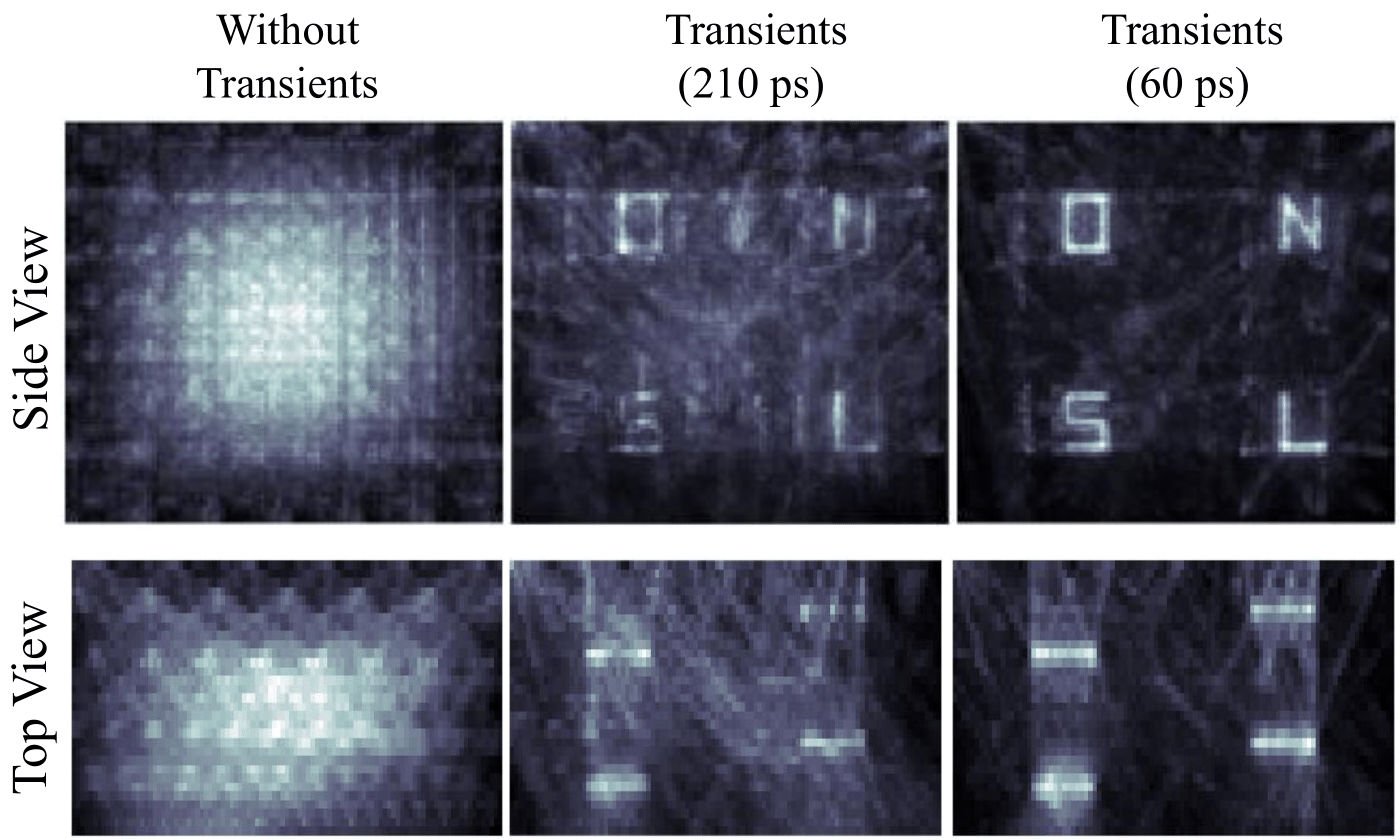 Without
Transients
Transients
(210 ps)
Transients
(60 ps)
Side View
O N
S L
O N
S L
Top View